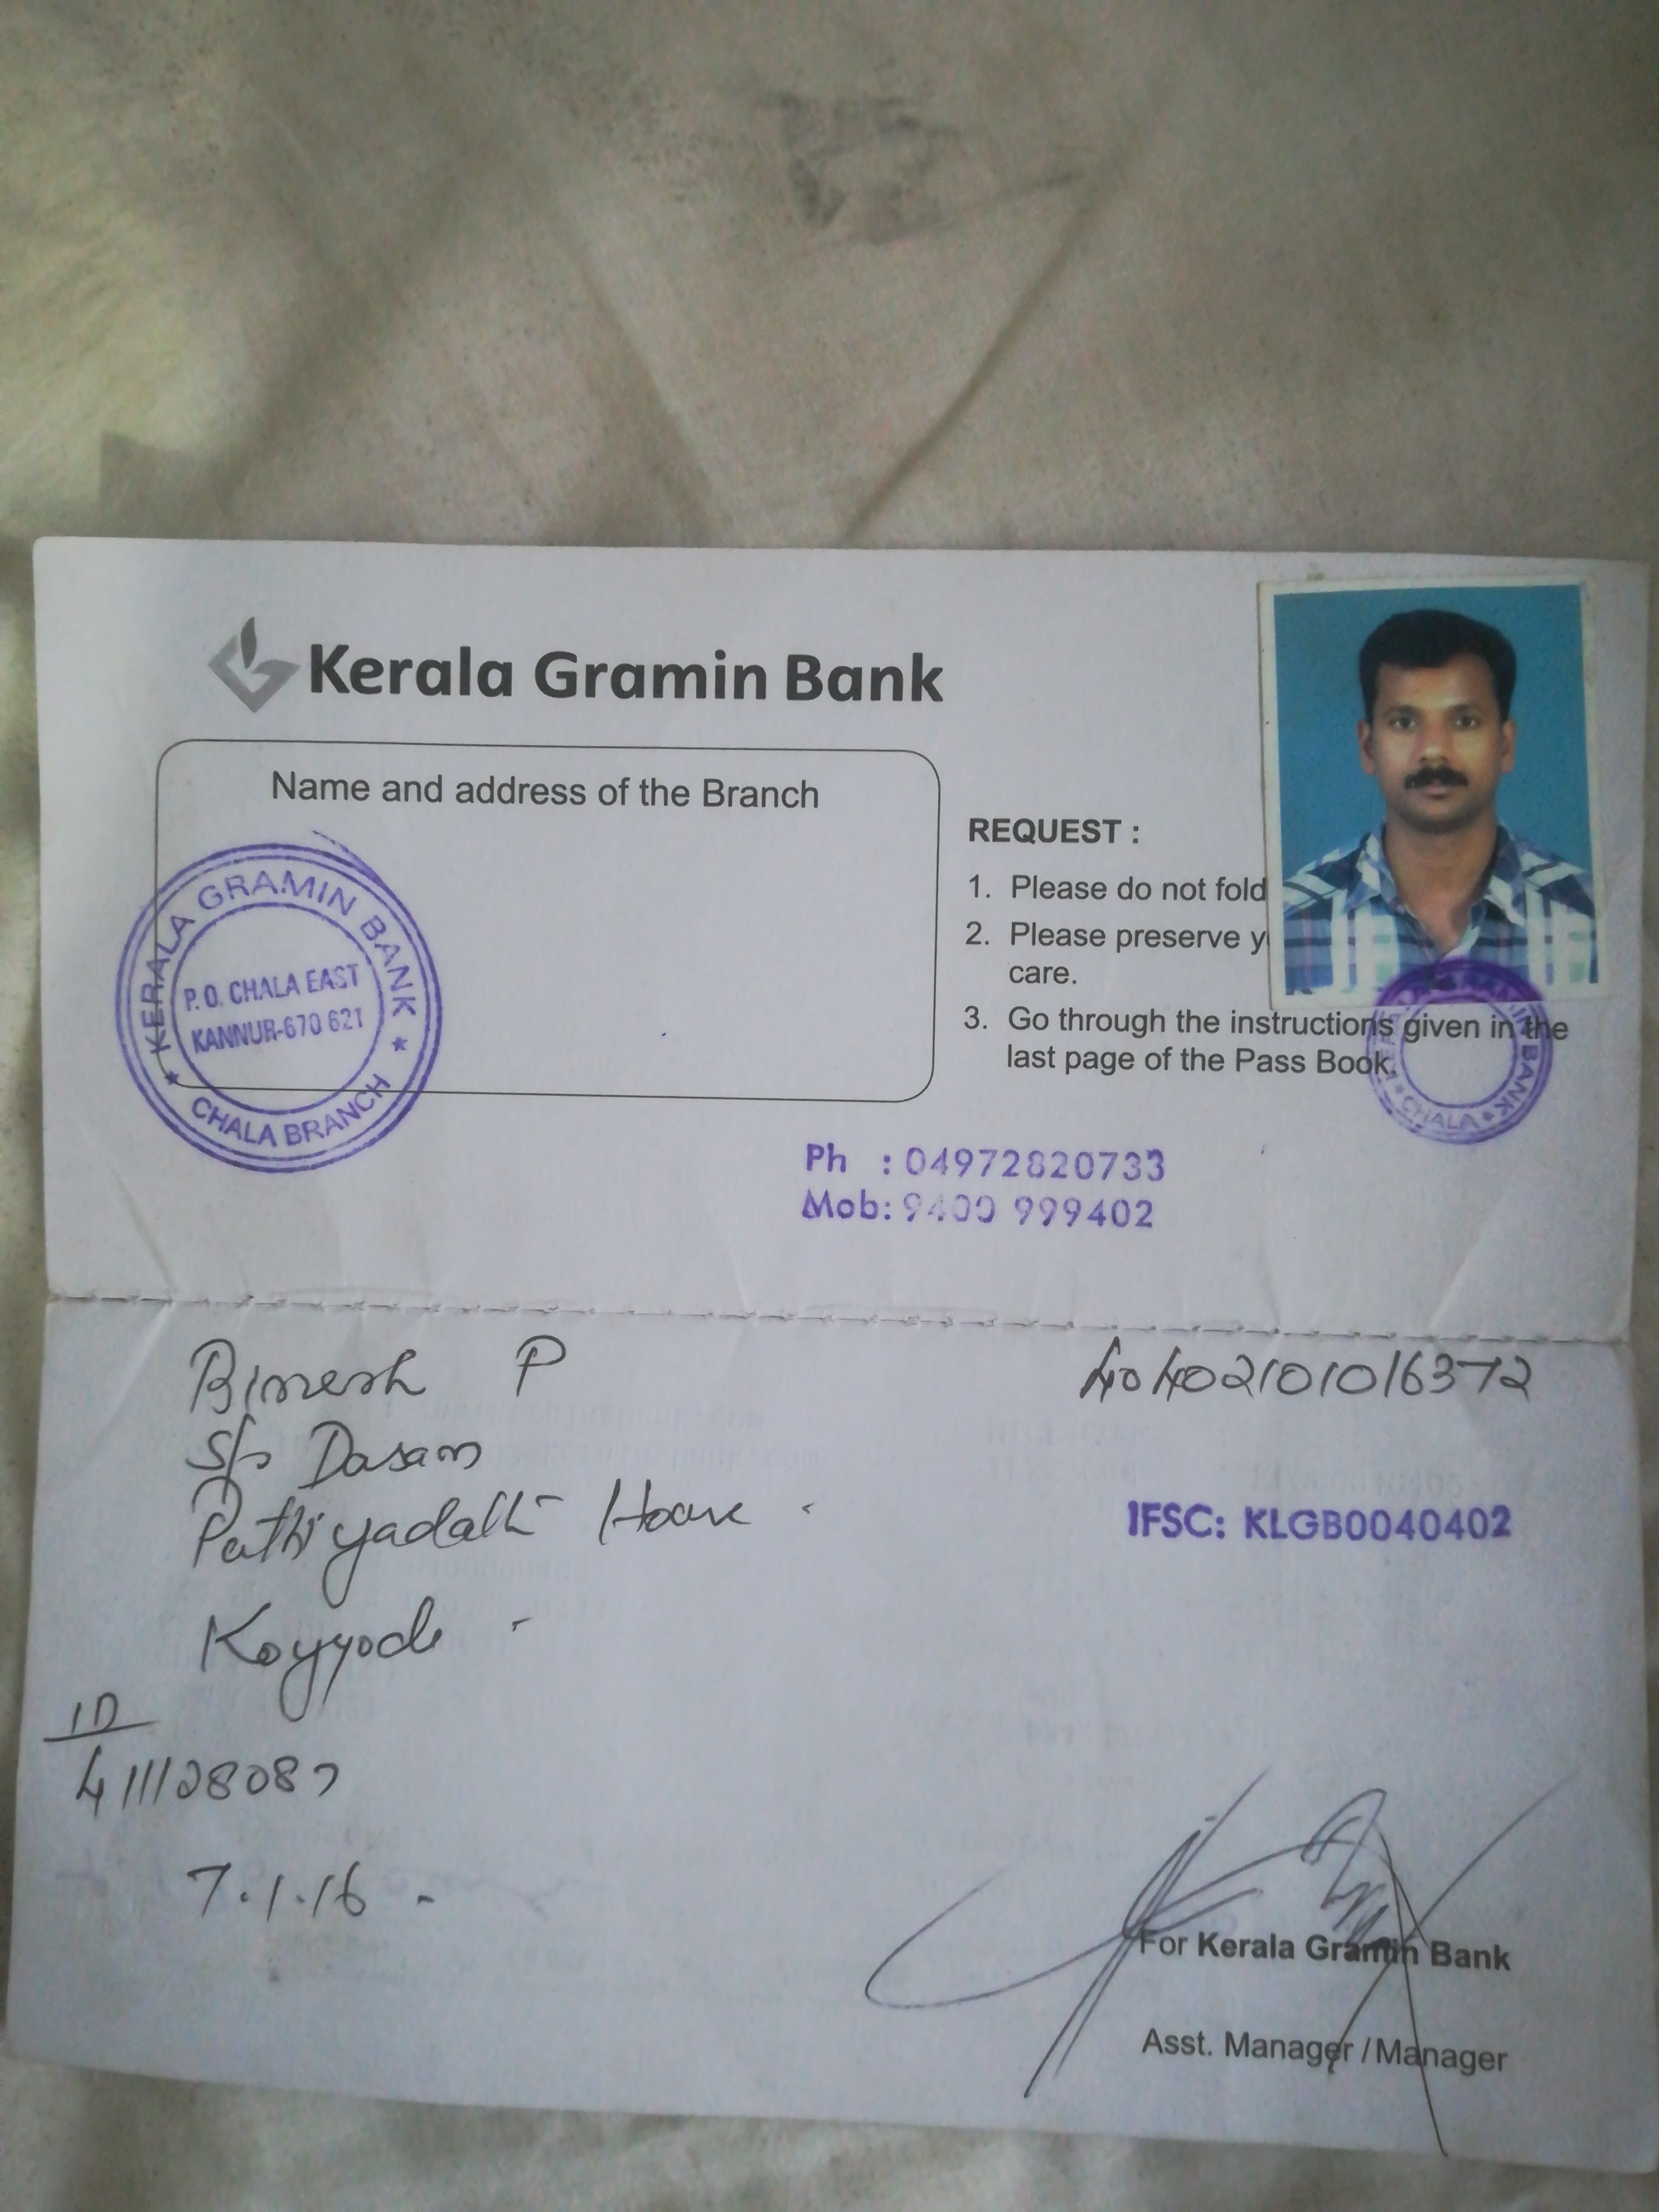 Kerala Gramin Bank
Name and address of the Branch
KERALA GRAMIN BANK
P.O. CHALA EAST
KANNUR-670 621
CHALA BRANCH
REQUEST :
1. Please do not fold
2. Please preserve y
care.
3. Go through the instructions given in the
last page of the Pass Book.
KERALA GRAMIN BANK
CHALA
Ph : 04972820733
Mob: 9400 999402
Bimesh P
40402101016372
S/o Dasan
Pathiyadath House
IFSC: KLGB0040402
Koyyode
ID
411128087
7.1.16
For Kerala Gramin Bank
Asst. Manager / Manager